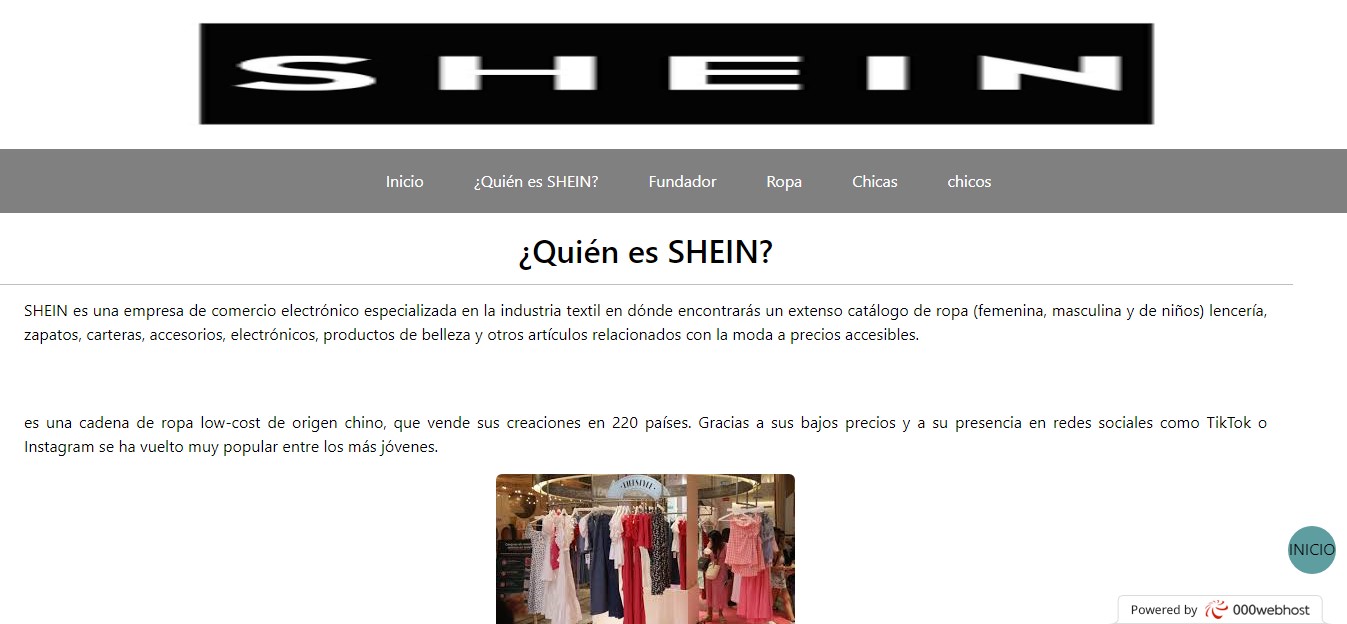 SHEIN
Inicio ¿Quién es SHEIN? Fundador Ropa Chicas chicos
¿Quién es SHEIN?
SHEIN es una empresa de comercio electrónico especializada en la industria textil en dónde encontrarás un extenso catálogo de ropa (femenina, masculina y de niños) lencería,
zapatos, carteras, accesorios, electrónicos, productos de belleza y otros artículos relacionados con la moda a precios accesibles.
es una cadena de ropa low-cost de origen chino, que vende sus creaciones en 220 países. Gracias a sus bajos precios y a su presencia en redes sociales como TikTok o
Instagram se ha vuelto muy popular entre los más jóvenes.
LIFESTYLE
INICIO
Powered by 000webhost